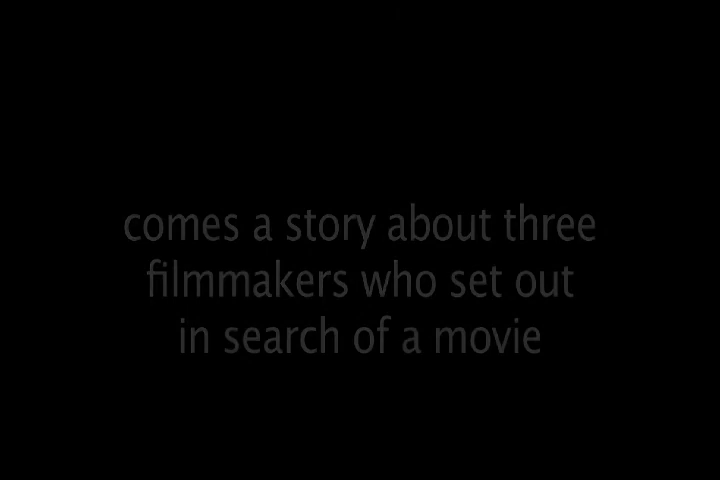 comes a story about three
filmmakers who set out
in search of a movie